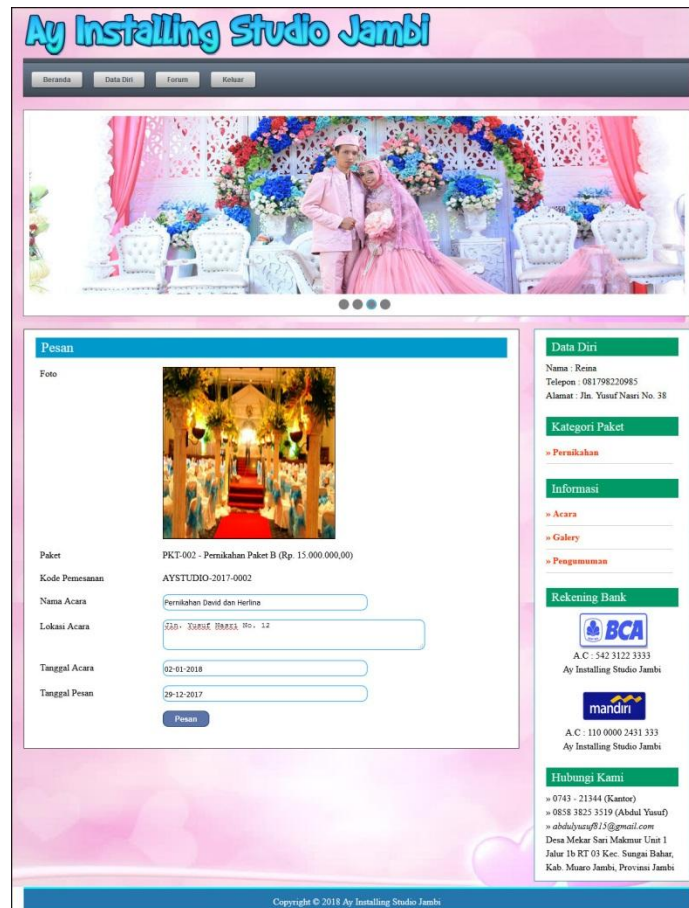 Ay Installing Studio Jambi
Beranda
Data Diri
Forum
Keluar
Pesan
Foto
Paket
PKT-002 - Pernikahan Paket B (Rp. 15.000.000,00)
Kode Pemesanan
AYSTUDIO-2017-0002
Nama Acara
Pernikahan David dan Herlina
Lokasi Acara
Jln. Yusuf Nasri No. 12
Tanggal Acara
02-01-2018
Tanggal Pesan
29-12-2017
Pesan
Data Diri
Nama : Reina
Telepon : 081798220985
Alamat : Jln. Yusuf Nasri No. 38
Kategori Paket
» Pernikahan
Informasi
» Acara
» Galery
» Pengumuman
Rekening Bank
BCA
A.C : 542 3122 3333
Ay Installing Studio Jambi
mandiri
A.C : 110 0000 2431 333
Ay Installing Studio Jambi
Hubungi Kami
» 0743 - 21344 (Kantor)
» 0858 3825 3519 (Abdul Yusuf)
» abdulyusuf815@gmail.com
Desa Mekar Sari Makmur Unit 1
Jalur 1b RT 03 Kec. Sungai Bahar,
Kab. Muaro Jambi, Provinsi Jambi
Copyright © 2018 Ay Installing Studio Jambi